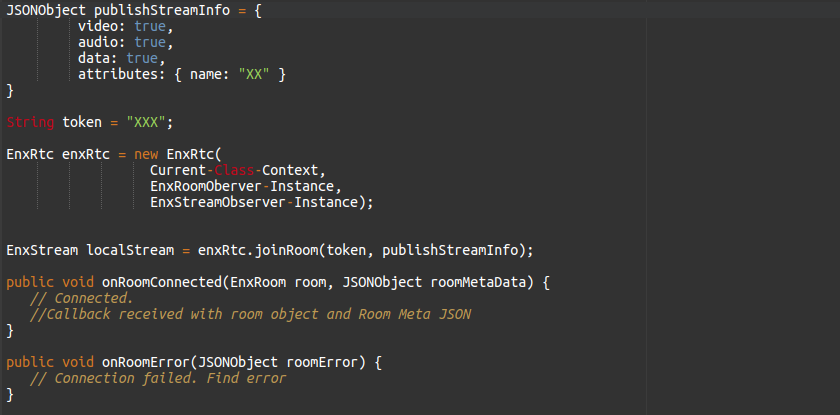 JSONObject publishStreamInfo = {
video: true,
audio: true,
data: true,
attributes: { name: "XX" }
}
String token = "XXX";
EnxRtc enxRtc = new EnxRtc(
Current-Class-Context,
EnxRoomOberver-Instance,
EnxStreamObserver-Instance);
EnxStream localStream = enxRtc.joinRoom(token, publishStreamInfo);
public void onRoomConnected(EnxRoom room, JSONObject roomMetaData) {
// Connected.
//Callback received with room object and Room Meta JSON
}
public void onRoomError(JSONObject roomError) {
// Connection failed. Find error
}